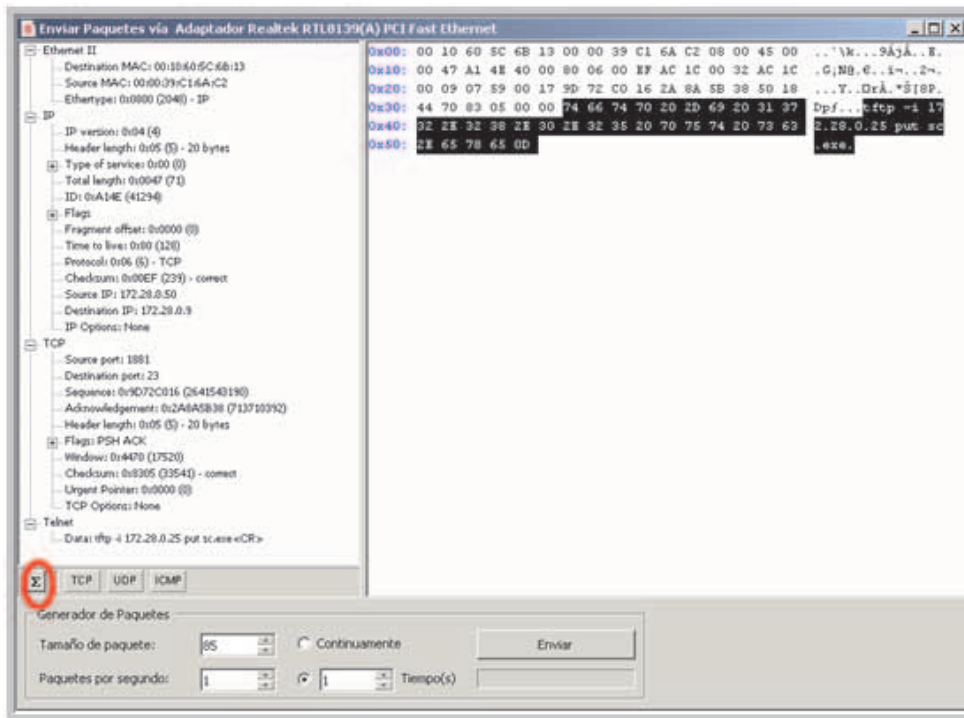 Enviar Paquetes vía Adaptador Realtek RTL8139(A) PCI Fast Ethernet
Ethernet II
Destination MAC: 00:10:60:5C:6B:13
Source MAC: 00:00:39:C1:6A:C2
Ethertype: 0x0800 (2048) - IP
IP
IP version: 0x04 (4)
Header length: 0x05 (5) - 20 bytes
Type of service: 0x00 (0)
Total length: 0x0047 (71)
ID: 0xA14E (41294)
Flags
Fragment offset: 0x0000 (0)
Time to live: 0x80 (128)
Protocol: 0x06 (6) - TCP
Checksum: 0x00EF (239) - correct
Source IP: 172.28.0.50
Destination IP: 172.28.0.9
IP Options: None
TCP
Source port: 1881
Destination port: 23
Sequence: 0x9D72C016 (2641543190)
Acknowledgement: 0x2A8A5B38 (713710392)
Header length: 0x05 (5) - 20 bytes
Flags: PSH ACK
Window: 0x4470 (17520)
Checksum: 0x8305 (33541) - correct
Urgent Pointer: 0x0000 (0)
TCP Options: None
Telnet
Data: tftp -i 172.28.0.25 put sc.exe<CR>
0x00: 00 10 60 5C 6B 13 00 00 39 C1 6A C2 08 00 45 00 ..`\k...9ÁjÂ..E.
0x10: 00 47 A1 4E 40 00 80 06 00 EF AC 1C 00 32 AC 1C .G¡N@.€..ï¬..2¬.
0x20: 00 09 07 59 00 17 9D 72 C0 16 2A 8A 5B 38 50 18 ...Y..

rÀ.*Š[8P.
0x30: 44 70 83 05 00 00 74 66 74 70 20 2D 69 20 31 37 Dpƒ...tftp -i 17
0x40: 32 2E 32 38 2E 30 2E 32 35 20 70 75 74 20 73 63 2.28.0.25 put sc
0x50: 2E 65 78 65 0D .exe.
Σ TCP UDP ICMP
Generador de Paquetes
Tamaño de paquete: 85 Continuamente Enviar
Paquetes por segundo: 1 1 Tiempo(s)